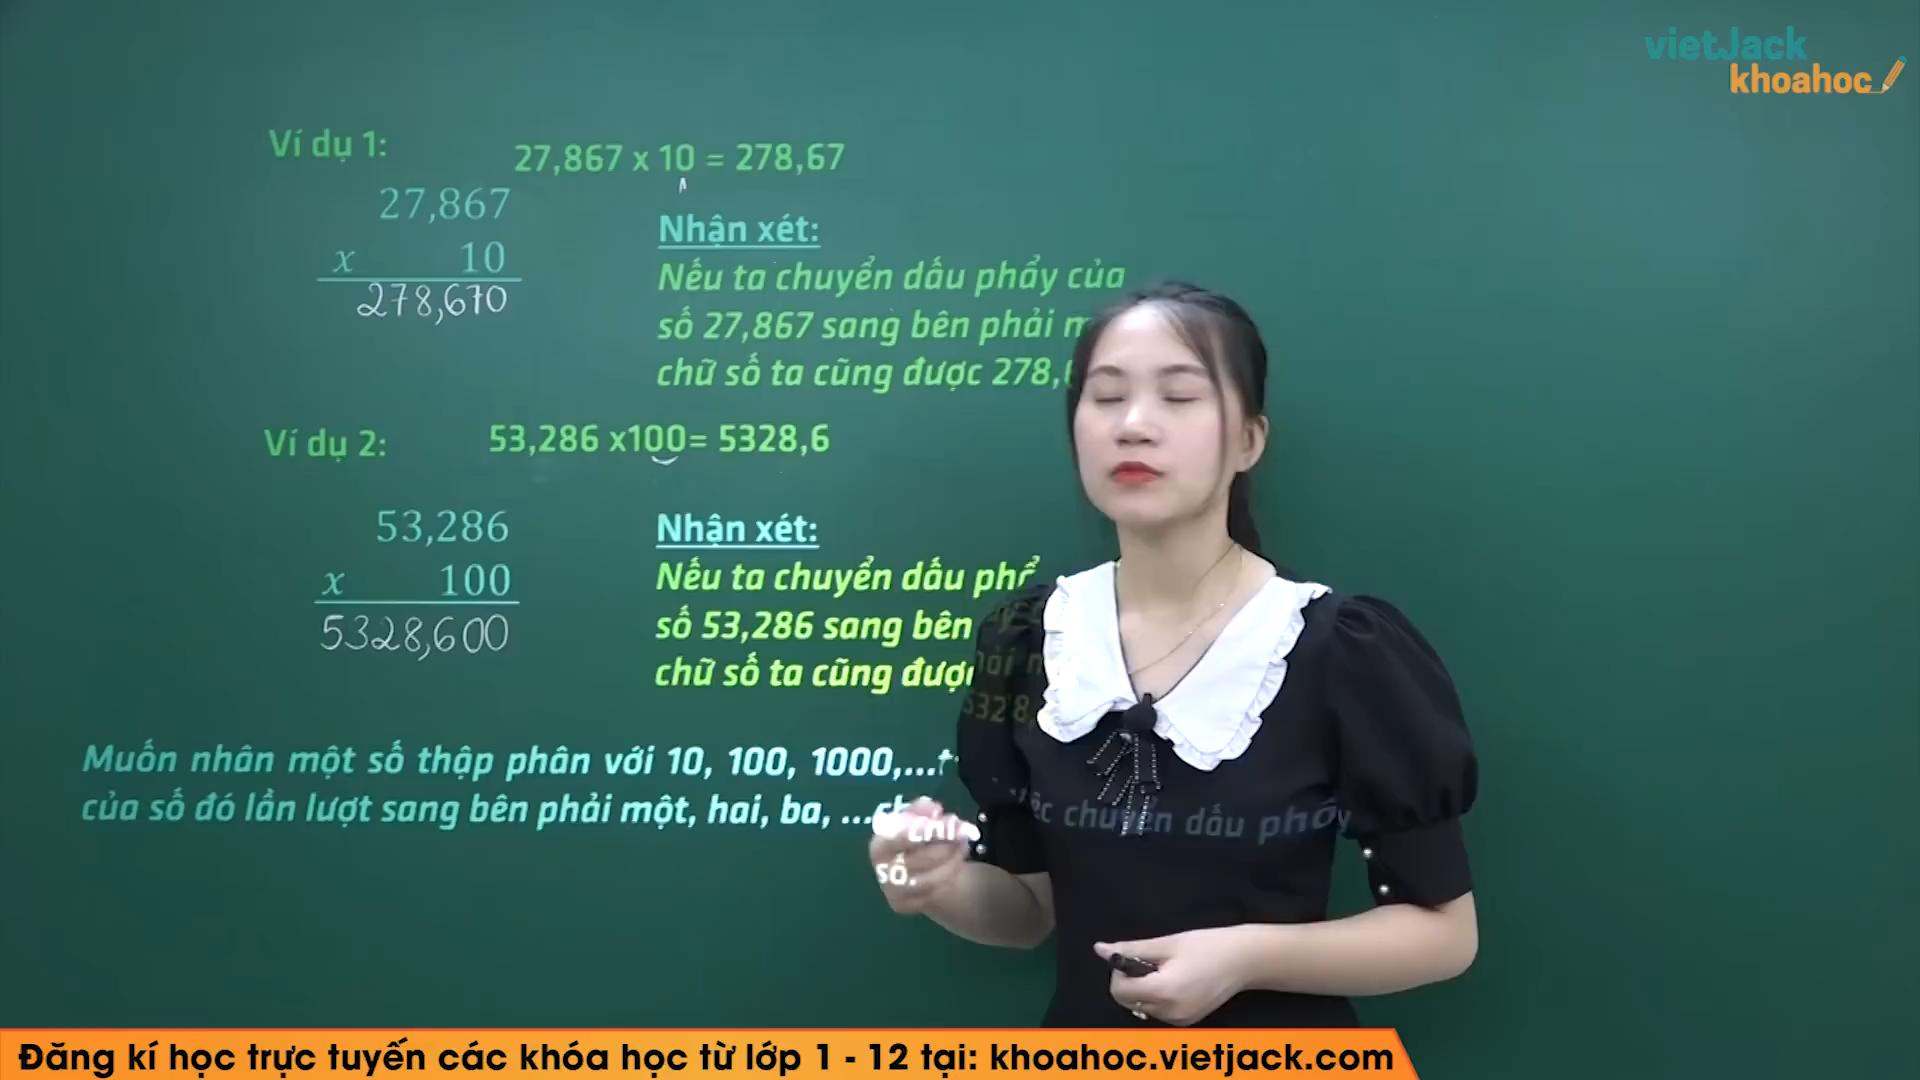 vietJack
khoahoc
Ví dụ 1:
27,867 x 10 = 278,67
27,867
x 10
278,670
Nhận xét:
Nếu ta chuyển dấu phẩy của
số 27,867 sang bên phải
chữ số ta cũng được 278,
Ví dụ 2:
53,286 x100= 5328,6
53,286
x 100
5328,600
Nhận xét:
Nếu ta chuyển dấu
số 53,286 sang bên
chữ số ta cũng được
Muốn nhân một số thập phân với 10, 100, 1000,... chuyển dấu phẩy
của số đó lần lượt sang bên phải một, hai, ba, ...
số.
Đăng kí học trực tuyến các khóa học từ lớp 1 - 12 tại: khoahoc.vietjack.com